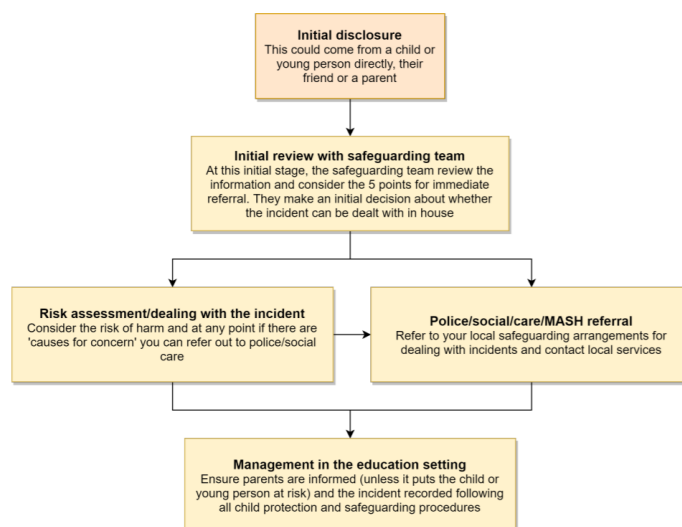 Initial disclosure
This could come from a child or
young person directly, their
friend or a parent
Initial review with safeguarding team
At this initial stage, the safeguarding team review the
information and consider the 5 points for immediate
referral. They make an initial decision about whether
the incident can be dealt with in house
Risk assessment/dealing with the incident
Consider the risk of harm and at any point if there are
'causes for concern' you can refer out to police/social
care
Police/social/care/MASH referral
Refer to your local safeguarding arrangements for
dealing with incidents and contact local services
Management in the education setting
Ensure parents are informed (unless it puts the child or
young person at risk) and the incident recorded following
all child protection and safeguarding procedures